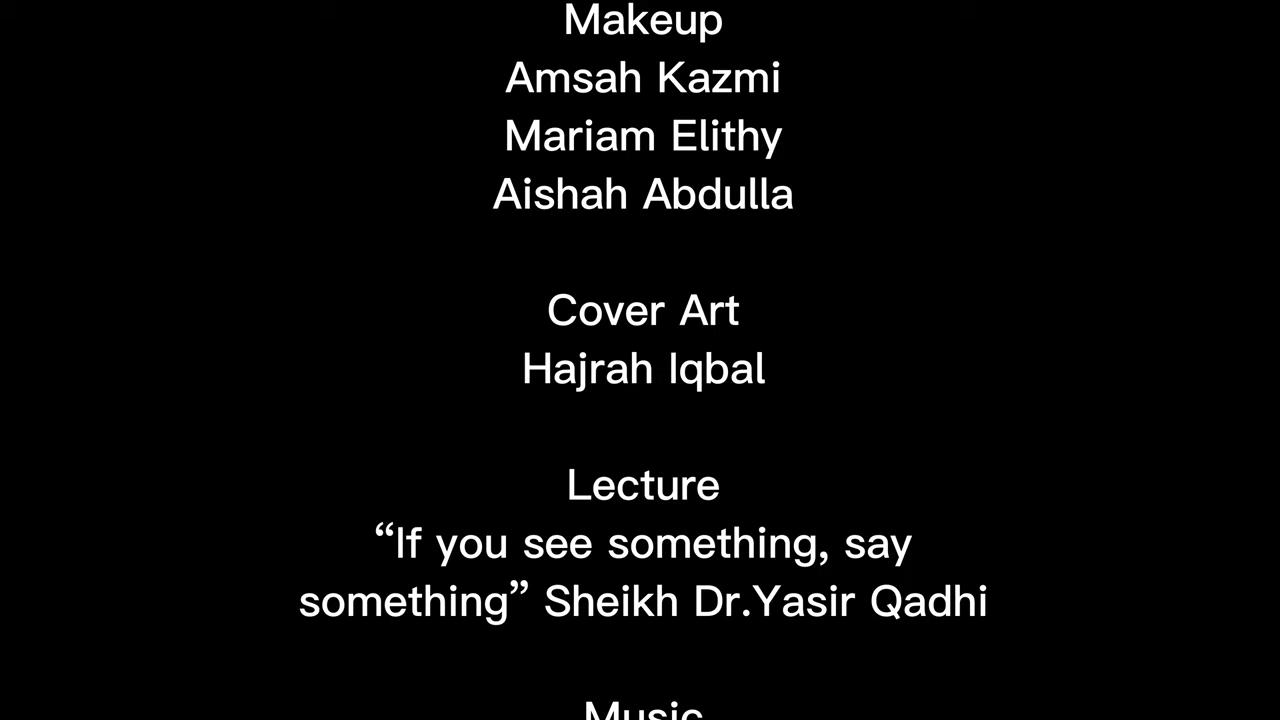 Makeup
Amsah Kazmi
Mariam Elithy
Aishah Abdulla
Cover Art
Hajrah Iqbal
Lecture
“If you see something, say
something” Sheikh Dr.Yasir Qadhi
Music